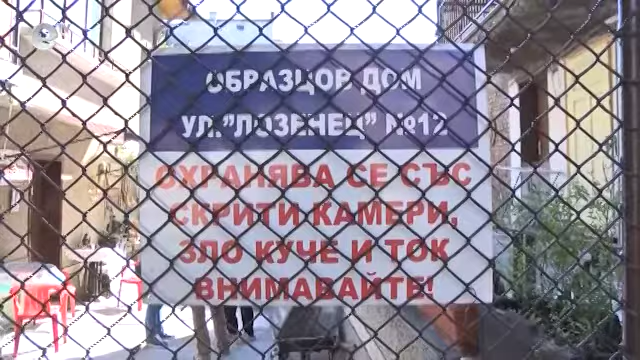 ОБРАЗЦОВ ДОМ
УЛ."ЛОЗЕНЕЦ" №12
ОХРАНЯВА СЕ СЪС
СКРИТИ КАМЕРИ,
ЗЛО КУЧЕ И ТОК
ВНИМАВАЙТЕ!